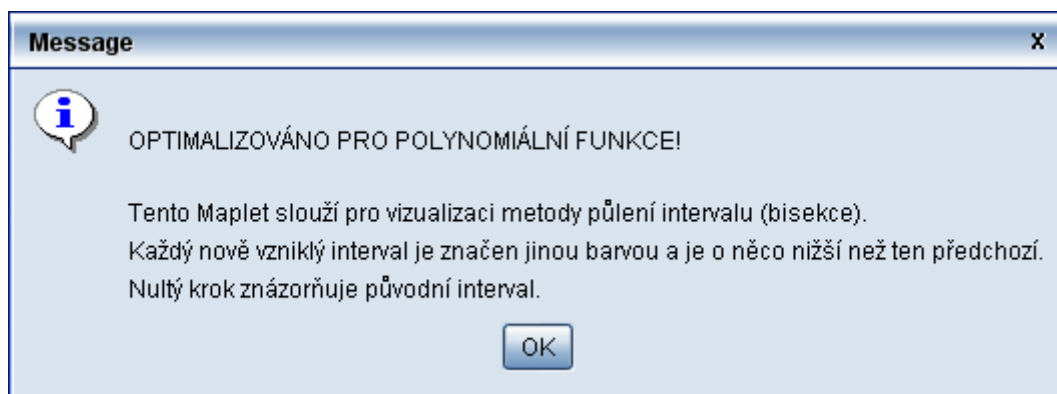 Message x
OPTIMALIZOVÁNO PRO POLYNOMIÁLNÍ FUNKCE!
Tento Maplet slouží pro vizualizaci metody půlení intervalu (bisekce).
Každý nově vzniklý interval je značen jinou barvou a je o něco nižší než ten předchozí.
Nultý krok znázorňuje původní interval.
OK